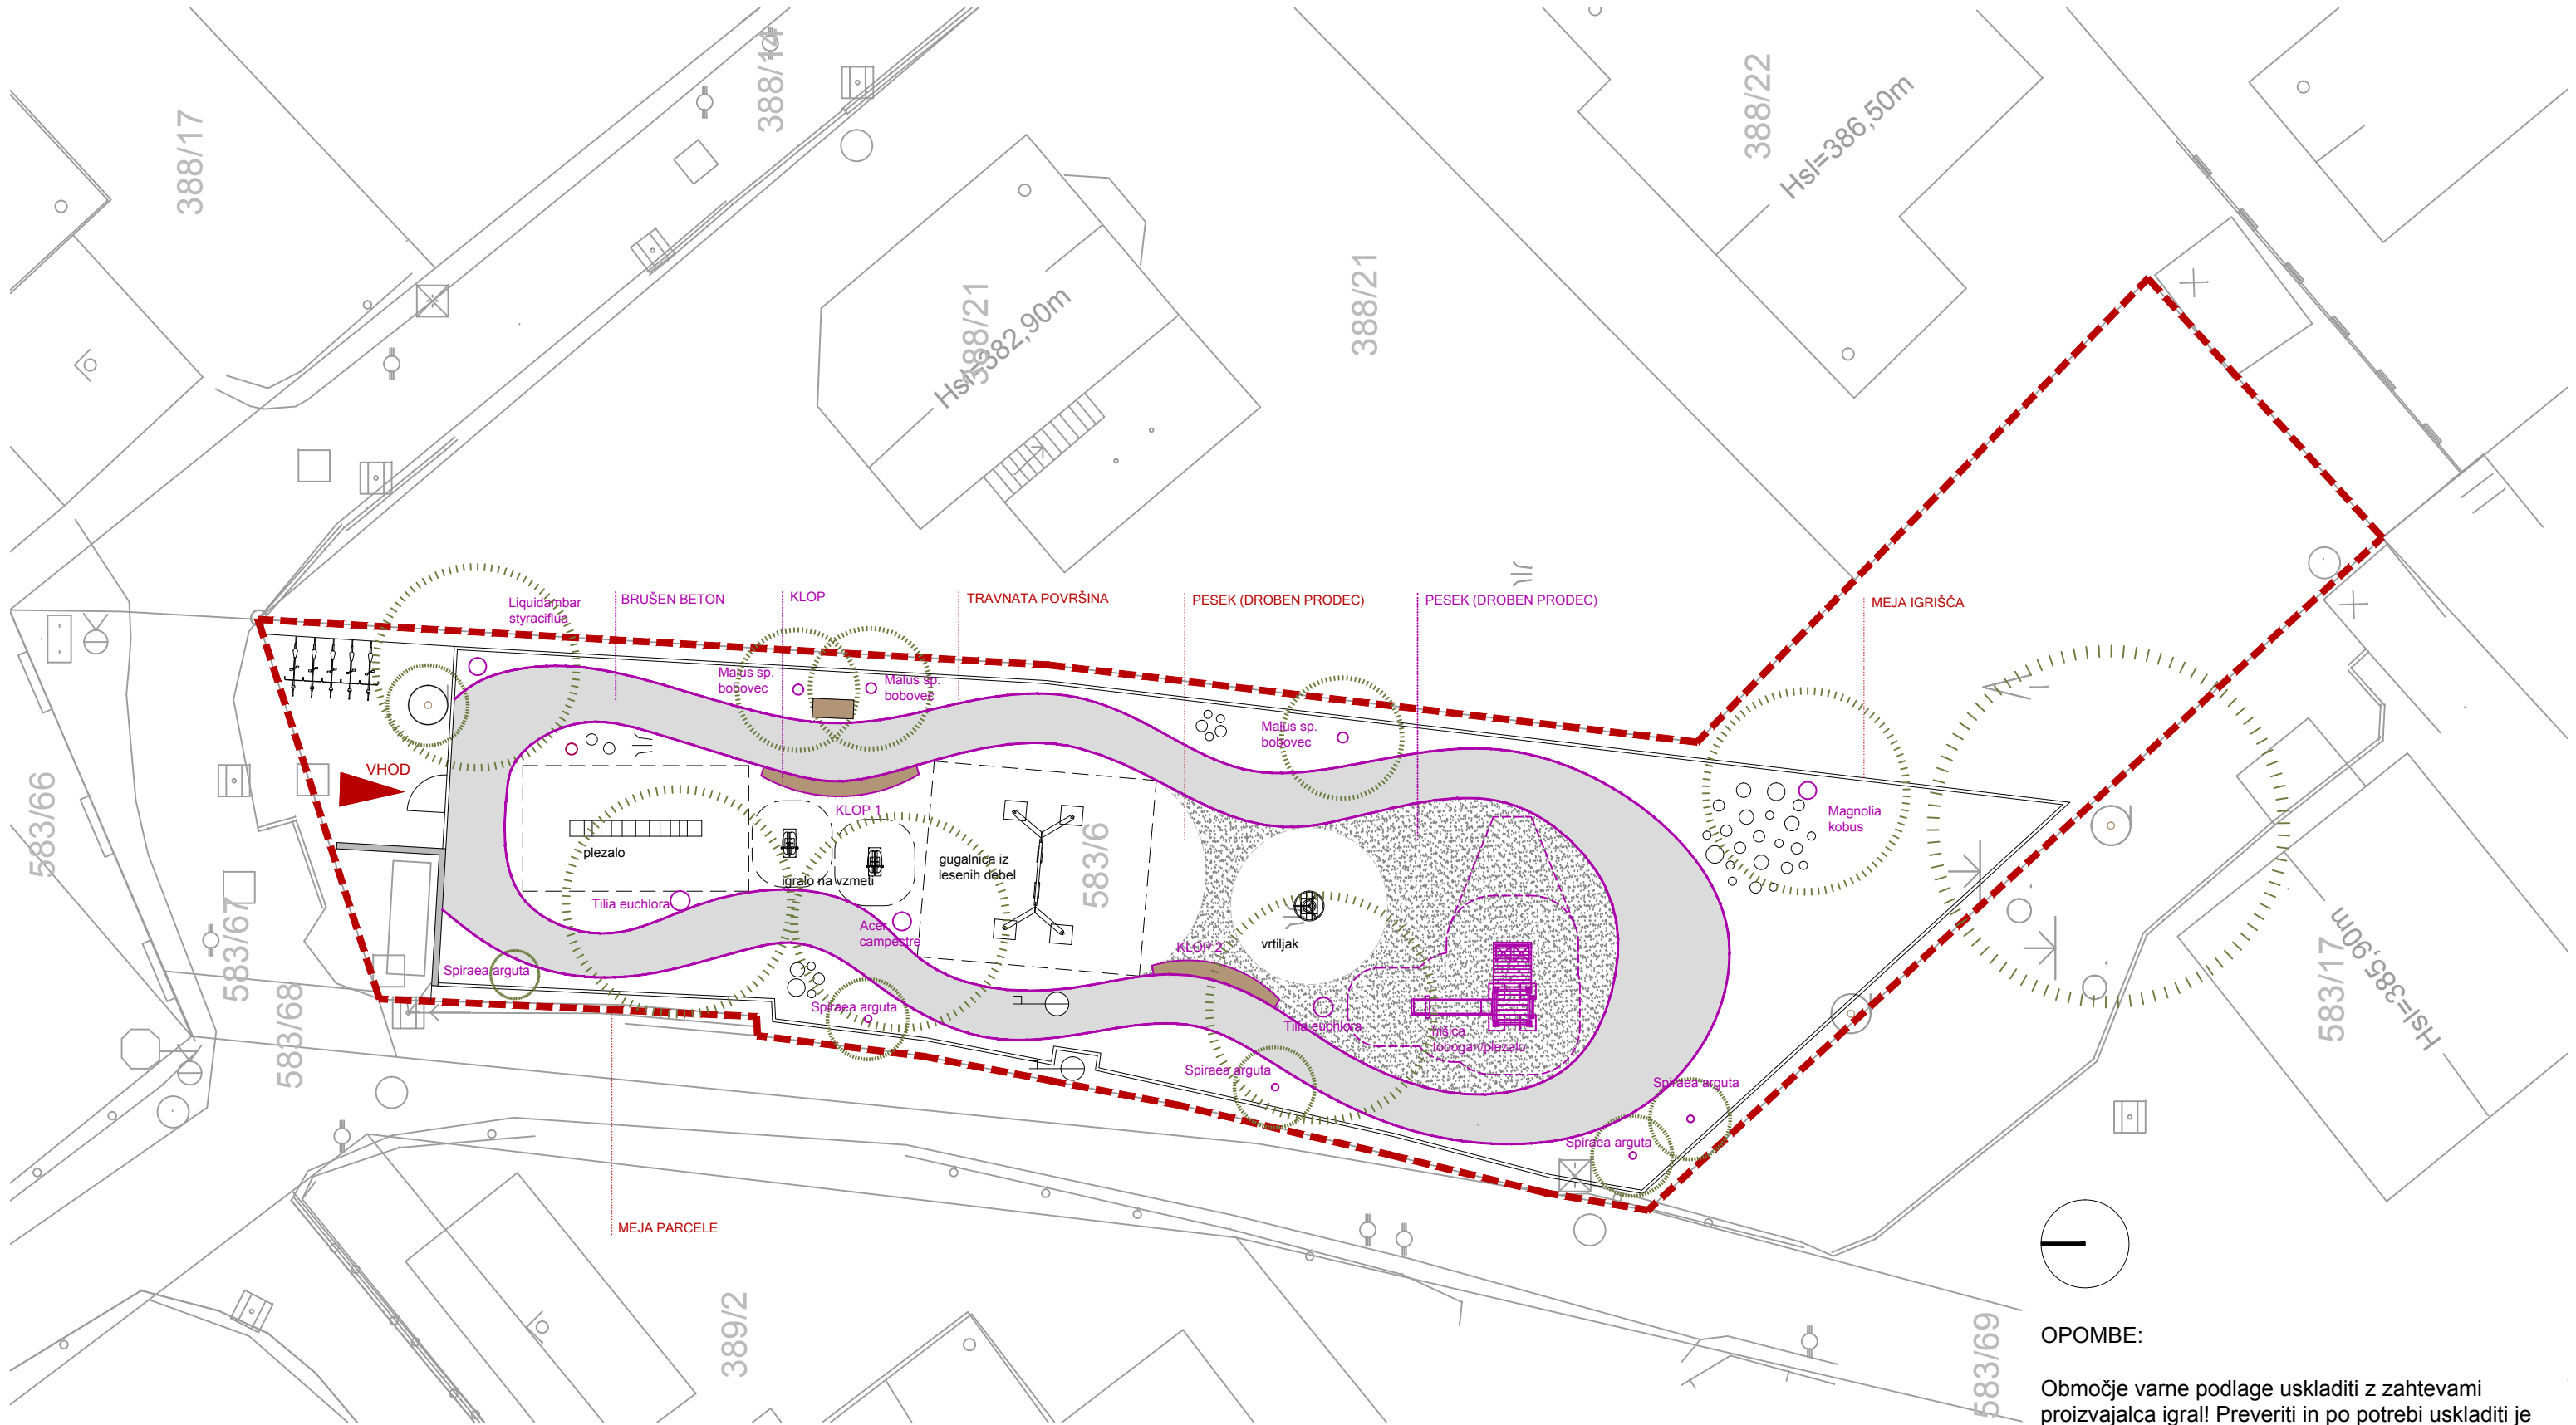 388/17
388/14
388/22
Hsl=386,50m
388/21
Hsl=382,90m
388/21
Liquidambar
styraciflua
BRUŠEN BETON
KLOP
TRAVNATA POVRŠINA
PESEK (DROBEN PRODEC)
PESEK (DROBEN PRODEC)
MEJA IGRIŠČA
Malus sp.
bobovec
Malus sp.
bobovec
Malus sp.
bobovec
VHOD
583/66
KLOP 1
Magnolia
kobus
plezalo
igralo na vzmeti
gugalnica iz
lesenih debel
583/6
Tilia euchlora
Acer
campestre
KLOP 2
vrtiljak
583/67
Spiraea arguta
Spiraea arguta
Tilia euchlora
hišica
tobogan/plezalo
583/68
Spiraea arguta
Spiraea arguta
Spiraea arguta
583/17
Hsl=385,90m
MEJA PARCELE
389/2
583/69
OPOMBE:
Območje varne podlage uskladiti z zahtevami
proizvajalca igral! Preveriti in po potrebi uskladiti je